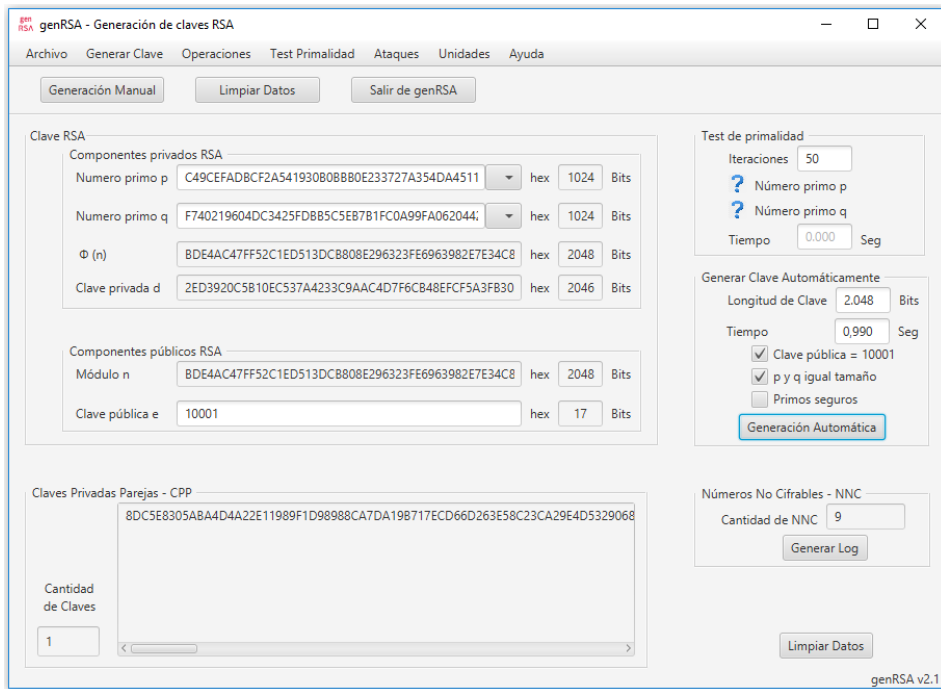 gen RSA genRSA - Generación de claves RSA
Archivo Generar Clave Operaciones Test Primalidad Ataques Unidades Ayuda
Generación Manual Limpiar Datos Salir de genRSA
Clave RSA
Componentes privados RSA
Numero primo p C49CEFADBCF2A541930B0BBB0E233727A354DA4511 hex 1024 Bits
Numero primo q F740219604DC3425FDBB5C5EB7B1FC0A99FA062044 hex 1024 Bits
Φ (n) BDE4AC47FF52C1ED513DCB808E296323FE6963982E7E34C8 hex 2048 Bits
Clave privada d 2ED3920C5B10EC537A4233C9AAC4D7F6CB48EFCF5A3FB30 hex 2046 Bits
Componentes públicos RSA
Módulo n BDE4AC47FF52C1ED513DCB808E296323FE6963982E7E34C8 hex 2048 Bits
Clave pública e 10001 hex 17 Bits
Test de primalidad
Iteraciones 50
? Número primo p
? Número primo q
Tiempo 0.000 Seg
Generar Clave Automáticamente
Longitud de Clave 2.048 Bits
Tiempo 0,990 Seg
Clave pública = 10001
p y q igual tamaño
Primos seguros
Generación Automática
Claves Privadas Parejas - CPP
8DC5E8305ABA4D4A22E11989F1D98988CA7DA19B717ECD66D263E58C23CA29E4D5329068
Cantidad
de Claves
1
Números No Cifrables - NNC
Cantidad de NNC 9
Generar Log
Limpiar Datos
genRSA v2.1